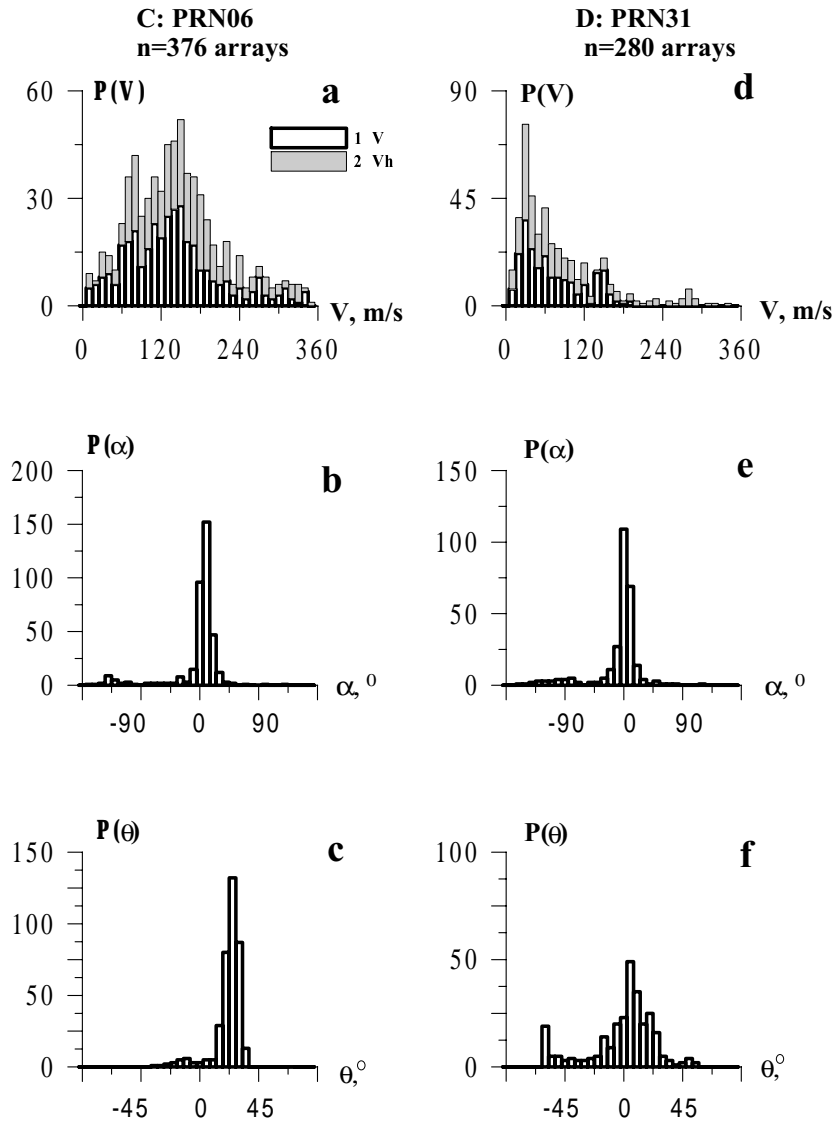 C: PRN06
n=376 arrays
D: PRN31
n=280 arrays
P(V)
a
60
30
0
1 V
2 Vh
V, m/s
0 120 240 360
P(V)
d
90
45
0
V, m/s
0 120 240 360
P(α)
b
200
150
100
50
0
α, o
-90 0 90
P(α)
e
150
100
50
0
α, o
-90 0 90
P(θ)
c
150
100
50
0
θ,o
-45 0 45
P(θ)
f
100
50
0
θ,o
-45 0 45